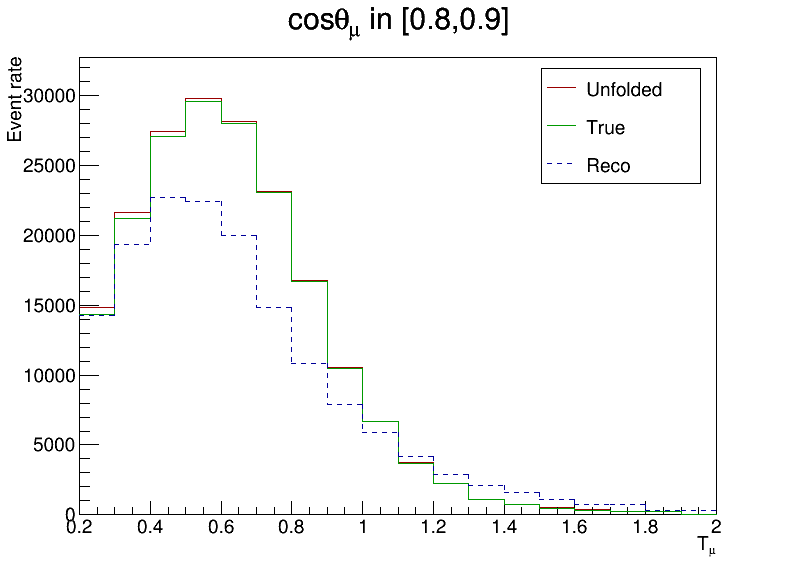 cosθμ in [0.8,0.9]
Event rate
Unfolded
True
Reco
30000
25000
20000
15000
10000
5000
0
0.2 0.4 0.6 0.8 1 1.2 1.4 1.6 1.8 2
Tμ